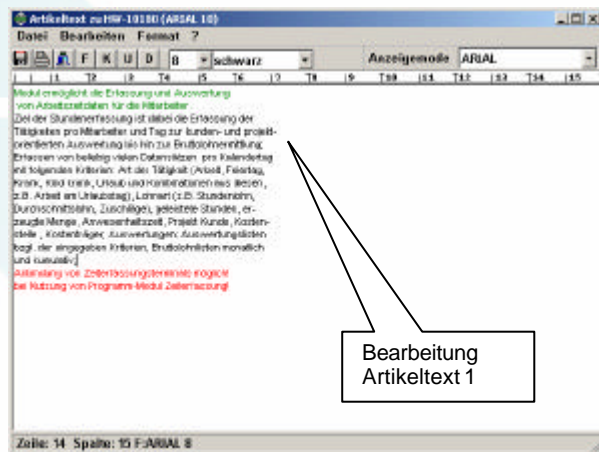 Artikeltext zu HW-10180 (ARIAL 10)
Datei Bearbeiten Format ?
F K U D 8 schwarz Anzeigemode ARIAL
Modul ermöglicht die Erfassung und Auswertung
von Arbeitszeitdaten für die Mitarbeiter
Ziel der Stundenerfassung ist dabei die Erfassung der
Tätigkeiten pro Mitarbeiter und Tag zur kunden- und projekt-
orientierten Auswertung bis hin zur Bruttolohnermittlung;
Erfassen von beliebig vielen Datensätzen pro Kalendertag
mit folgenden Kriterien: Art der Tätigkeit (Arbeit, Feiertag,
Krank, Kind krank, Urlaub und Kombinationen aus diesen,
z.B. Arbeit am Urlaubstag), Lohnart (z.B. Stundenlohn,
Durchschnittslohn, Zuschläge), geleistete Stunden, er-
zeugte Menge, Anwesenheitszeit, Projekt Kunde, Kosten-
stelle, Kostenträger, Auswertungen: Auswertungslisten
bzgl. der eingegeben Kriterien, Bruttolohnlisten monatlich
und kumulativ;
Anbindung von Zeiterfassungsterminals möglich!
bei Nutzung von Programm-Modul Zeiterfassung!
Bearbeitung
Artikeltext 1
Zeile: 14 Spalte: 15 F:ARIAL 8